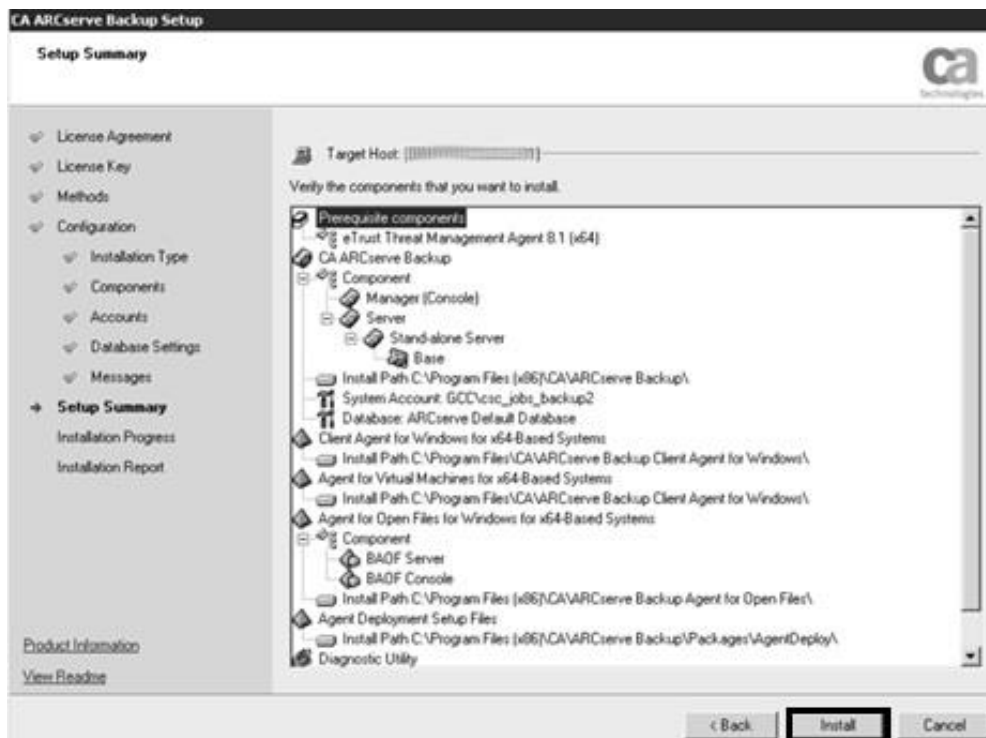 CA ARCserve Backup Setup
Setup Summary
ca
technologies
License Agreement
License Key
Methods
Configuration
Installation Type
Components
Accounts
Database Settings
Messages
Setup Summary
Installation Progress
Installation Report
Product Information
View Readme
Target Host:
Verify the components that you want to install.
Prerequisite components
eTrust Threat Management Agent 8.1 (x64)
CA ARCserve Backup
Component
Manager (Console)
Server
Stand-alone Server
Base
Install Path C:\Program Files (x86)\CA\ARCserve Backup\
System Account: GCC\csc_jobs_backup2
Database: ARCserve Default Database
Client Agent for Windows for x64-Based Systems
Install Path C:\Program Files\CA\ARCserve Backup Client Agent for Windows\
Agent for Virtual Machines for x64-Based Systems
Install Path C:\Program Files\CA\ARCserve Backup Client Agent for Windows\
Agent for Open Files for Windows for x64-Based Systems
Component
BAOF Server
BAOF Console
Install Path C:\Program Files (x86)\CA\ARCserve Backup Agent for Open Files\
Agent Deployment Setup Files
Install Path C:\Program Files (x86)\CA\ARCserve Backup\Packages\AgentDeploy\
Diagnostic Utility
< Back
Install
Cancel